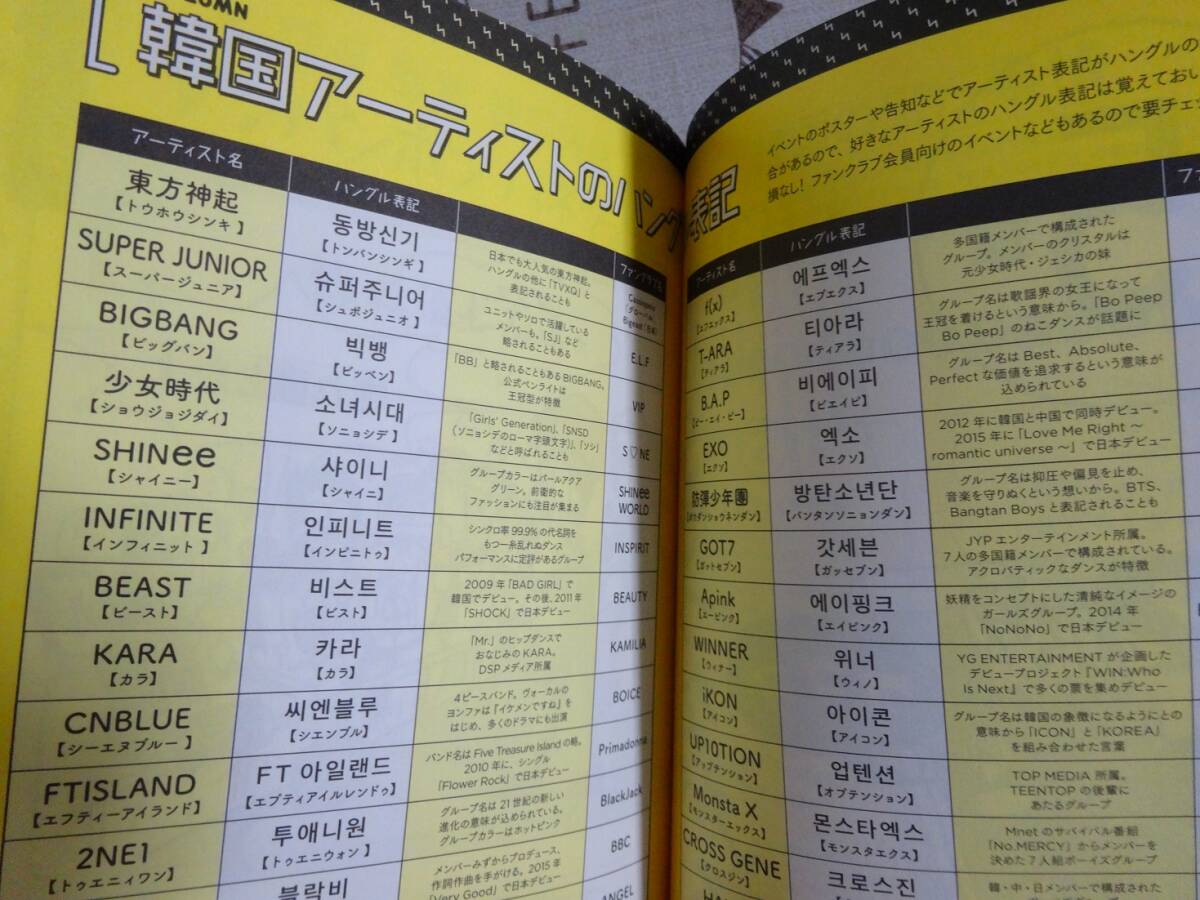 韓国アーティストのハング
アーティスト名
ハングル表記
ファンクラブ名
東方神起
【トウホウシンキ】
동방신기
【トンバンシンギ】
日本でも大人気の東方神起。
ハングルの他に「TVXQ」と
表記されることも
SUPER JUNIOR
【スーパージュニア】
슈퍼주니어
【シュポジュニオ】
ユニットやソロで活躍している
メンバーも。「SJ」など
略されることもある
E.L.F
BIGBANG
【ビッグバン】
빅뱅
【ビッベン】
「BB」と略されることもあるBIGBANG。
公式ペンライトは
王冠型が特徴
VIP
少女時代
【ショウジョジダイ】
소녀시대
【ソニョシデ】
「Girls' Generation」、「SNSD
（ソニョシデのローマ字頭文字）」、「ソシ」
などと呼ばれることも
S♡NE
SHINee
【シャイニー】
샤이니
【シャイニ】
グループカラーはパールアクア
グリーン。前衛的な
ファッションにも注目が集まる
SHINee
WORLD
INFINITE
【インフィニット】
인피니트
【インピニトゥ】
シンクロ率99.9%の代名詞を
もつ一糸乱れぬダンス
パフォーマンスに定評があるグループ
INSPIRIT
BEAST
【ビースト】
비스트
【ビスト】
2009年「BAD GIRL」で
韓国でデビュー。その後、2011年
「SHOCK」で日本デビュー
BEAUTY
KARA
【カラ】
카라
【カラ】
「Mr.」のヒップダンスで
おなじみのKARA。
DSPメディア所属
KAMILIA
CNBLUE
【シーエヌブルー】
씨엔블루
【シエンブル】
4ピースバンド。ヴォーカルの
ヨンファは「イケメンですね」を
はじめ、多くのドラマにも出演
BOICE
FTISLAND
【エフティーアイランド】
FT 아일랜드
【エプティアイルレンドゥ】
バンド名はFive Treasure Islandの略。
2010年に、シングル
「Flower Rock」で日本デビュー
Primadonna
2NE1
【トゥエニィワン】
투애니원
【トゥエニウォン】
グループ名は21世紀の新しい
進化の意味が込められている。
グループカラーはホットピンク
BlackJack
블락비
メンバーみずからプロデュース、
作詞作曲を手がける。2015年
「Very Good」で日本デビュー
BBC
ANGEL
表記
イベントのポスターや告知などでアーティスト表記がハングルの
合があるので、好きなアーティストのハングル表記は覚えておい
損なし！ファンクラブ会員向けのイベントなどもあるので要チェ
アーティスト名
ハングル表記
f(x)
【エフエックス】
에프엑스
【エプエクス】
多国籍メンバーで構成された
グループ。メンバーのクリスタルは
元少女時代・ジェシカの妹
T-ARA
【ティアラ】
티아라
【ティアラ】
グループ名は歌謡界の女王になって
王冠を着けるという意味から。「Bo Peep
Bo Peep」のねこダンスが話題に
B.A.P
【ビー・エイ・ピー】
비에이피
【ビエイピ】
グループ名はBest、Absolute、
Perfectな価値を追求するという意味が
込められている
EXO
【エクソ】
엑소
【エクソ】
2012年に韓国と中国で同時デビュー。
2015年に「Love Me Right ～
romantic universe ～」で日本デビュー
防弾少年團
【ボウダンショウネンダン】
방탄소년단
【バンタンソニョンダン】
グループ名は抑圧や偏見を止め、
音楽を守りぬくという想いから。BTS、
Bangtan Boysと表記されることも
GOT7
【ガットセブン】
갓세븐
【ガッセブン】
JYPエンターテインメント所属。
7人の多国籍メンバーで構成されている。
アクロバティックなダンスが特徴
Apink
【エーピンク】
에이핑크
【エイピンク】
妖精をコンセプトにした清純なイメージの
ガールズグループ。2014年
「NoNoNo」で日本デビュー
WINNER
【ウィナー】
위너
【ウィノ】
YG ENTERTAINMENTが企画した
デビュープロジェクト「WIN:Who
Is Next」で多くの票を集めデビュー
iKON
【アイコン】
아이콘
【アイコン】
グループ名は韓国の象徴になるようにとの
意味から「ICON」と「KOREA」
を組み合わせた言葉
UP10TION
【アップテンション】
업텐션
【オプテンション】
TOP MEDIA所属。
TEENTOPの後輩に
あたるグループ
Monsta X
【モンスターエックス】
몬스타엑스
【モンスタエクス】
Mnetのサバイバル番組
「No.MERCY」からメンバーを
決めた7人組ボーイズグループ
CROSS GENE
【クロスジン】
크로스진
韓・中・日メンバーで構成された